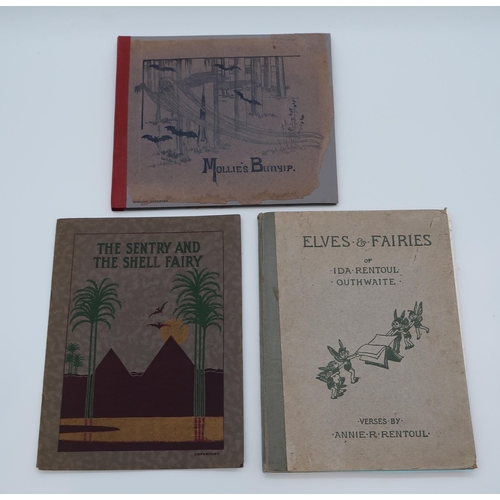 MOLLIE'S BUNYIP.
THE SENTRY AND
THE SHELL FAIRY
ELVES & FAIRIES
OF
IDA·RENTOUL
OUTHWAITE·
·VERSES·BY·
·ANNIE·R·RENTOUL·